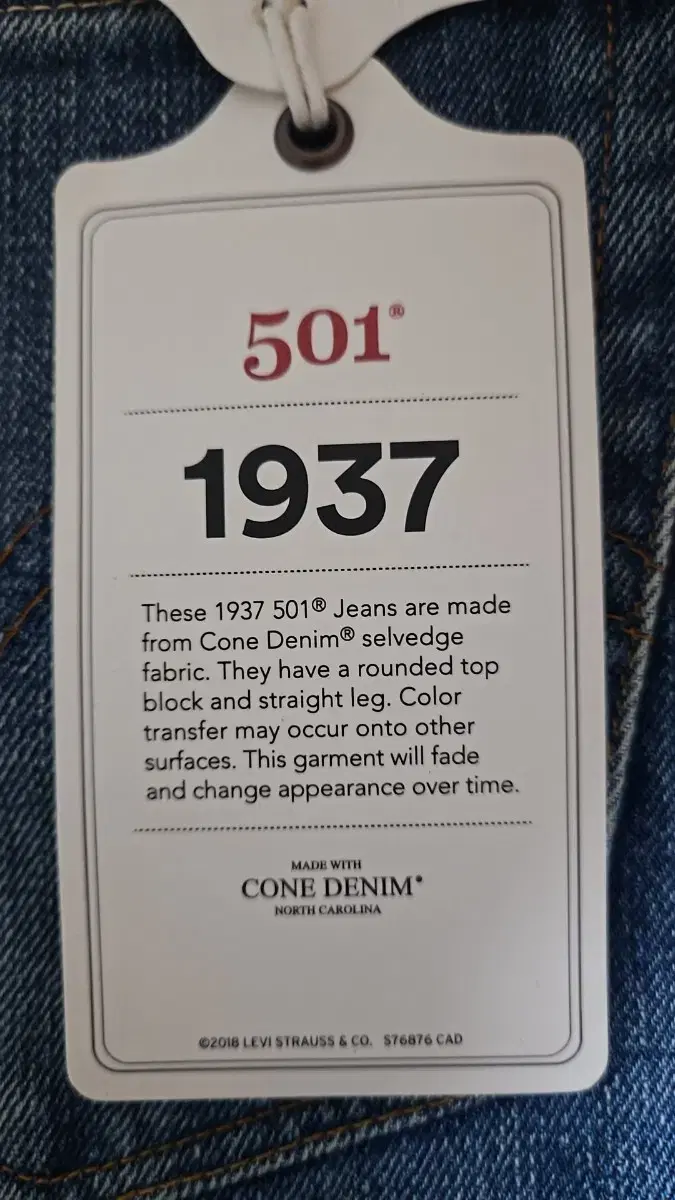 501®
1937
These 1937 501® Jeans are made
from Cone Denim® selvedge
fabric. They have a rounded top
block and straight leg. Color
transfer may occur onto other
surfaces. This garment will fade
and change appearance over time.
MADE WITH
CONE DENIM®
NORTH CAROLINA
©2018 LEVI STRAUSS & CO. S76876 CAD